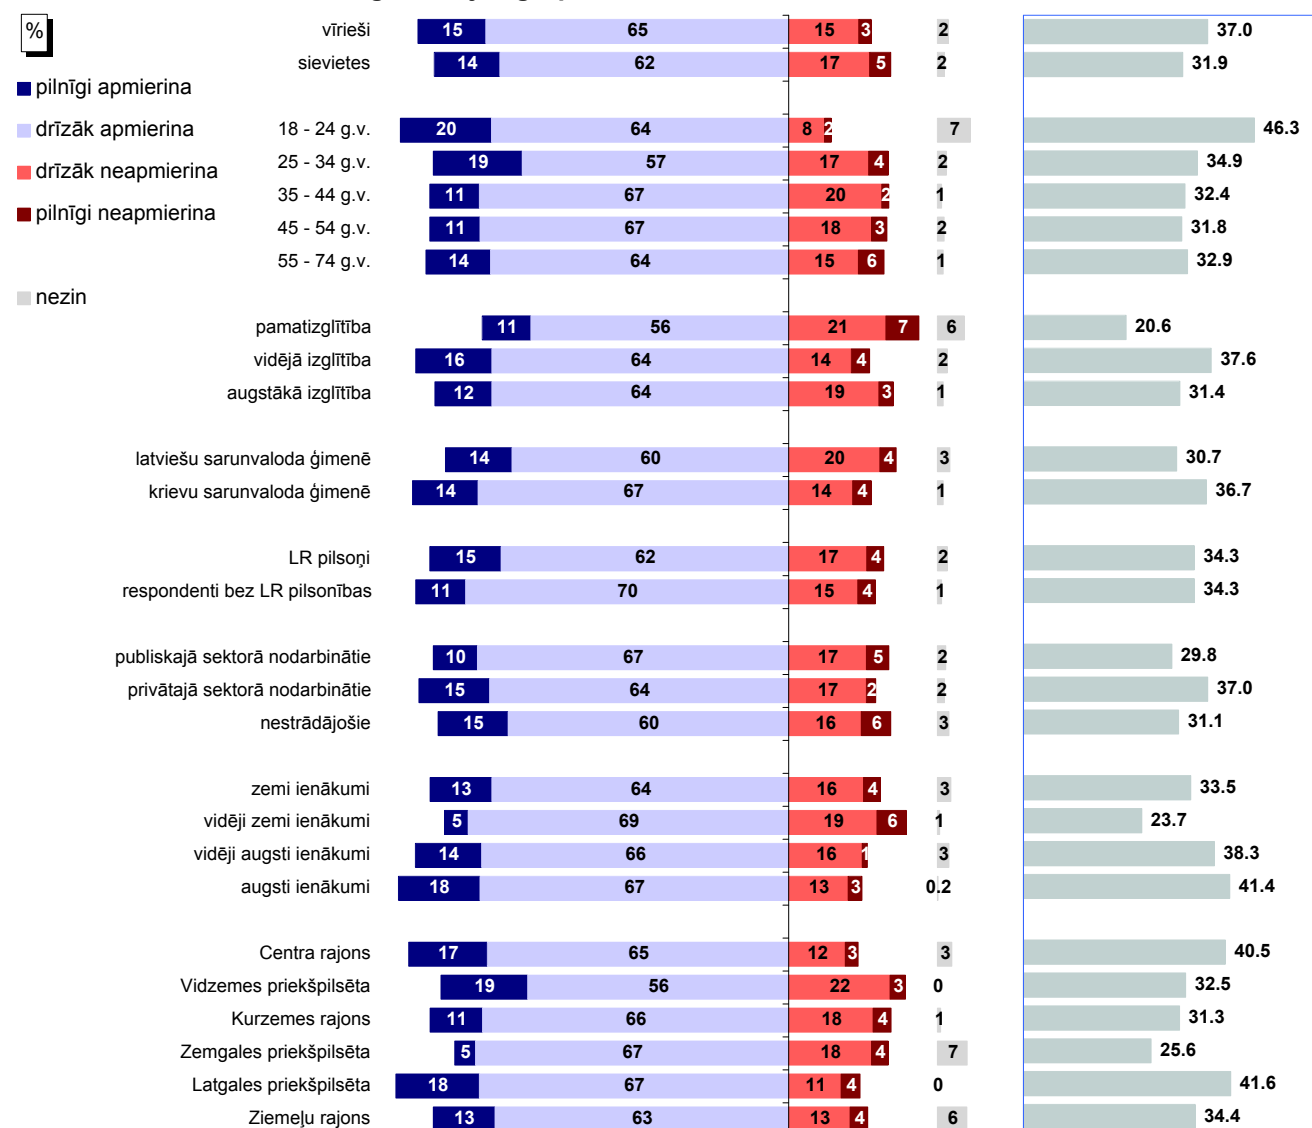 %
pilnīgi apmierina
drīzāk apmierina
drīzāk neapmierina
pilnīgi neapmierina
nezin
vīrieši 15 65 15 3 2 37.0
sievietes 14 62 17 5 2 31.9
18 - 24 g.v. 20 64 8 2 7 46.3
25 - 34 g.v. 19 57 17 4 2 34.9
35 - 44 g.v. 11 67 20 2 1 32.4
45 - 54 g.v. 11 67 18 3 2 31.8
55 - 74 g.v. 14 64 15 6 1 32.9
pamatizglītība 11 56 21 7 6 20.6
vidējā izglītība 16 64 14 4 2 37.6
augstākā izglītība 12 64 19 3 1 31.4
latviešu sarunvaloda ģimenē 14 60 20 4 3 30.7
krievu sarunvaloda ģimenē 14 67 14 4 1 36.7
LR pilsoņi 15 62 17 4 2 34.3
respondenti bez LR pilsonības 11 70 15 4 1 34.3
publiskajā sektorā nodarbinātie 10 67 17 5 2 29.8
privātajā sektorā nodarbinātie 15 64 17 2 2 37.0
nestrādājošie 15 60 16 6 3 31.1
zemi ienākumi 13 64 16 4 3 33.5
vidēji zemi ienākumi 5 69 19 6 1 23.7
vidēji augsti ienākumi 14 66 16 1 3 38.3
augsti ienākumi 18 67 13 3 0.2 41.4
Centra rajons 17 65 12 3 3 40.5
Vidzemes priekšpilsēta 19 56 22 3 0 32.5
Kurzemes rajons 11 66 18 4 1 31.3
Zemgales priekšpilsēta 5 67 18 4 7 25.6
Latgales priekšpilsēta 18 67 11 4 0 41.6
Ziemeļu rajons 13 63 13 4 6 34.4